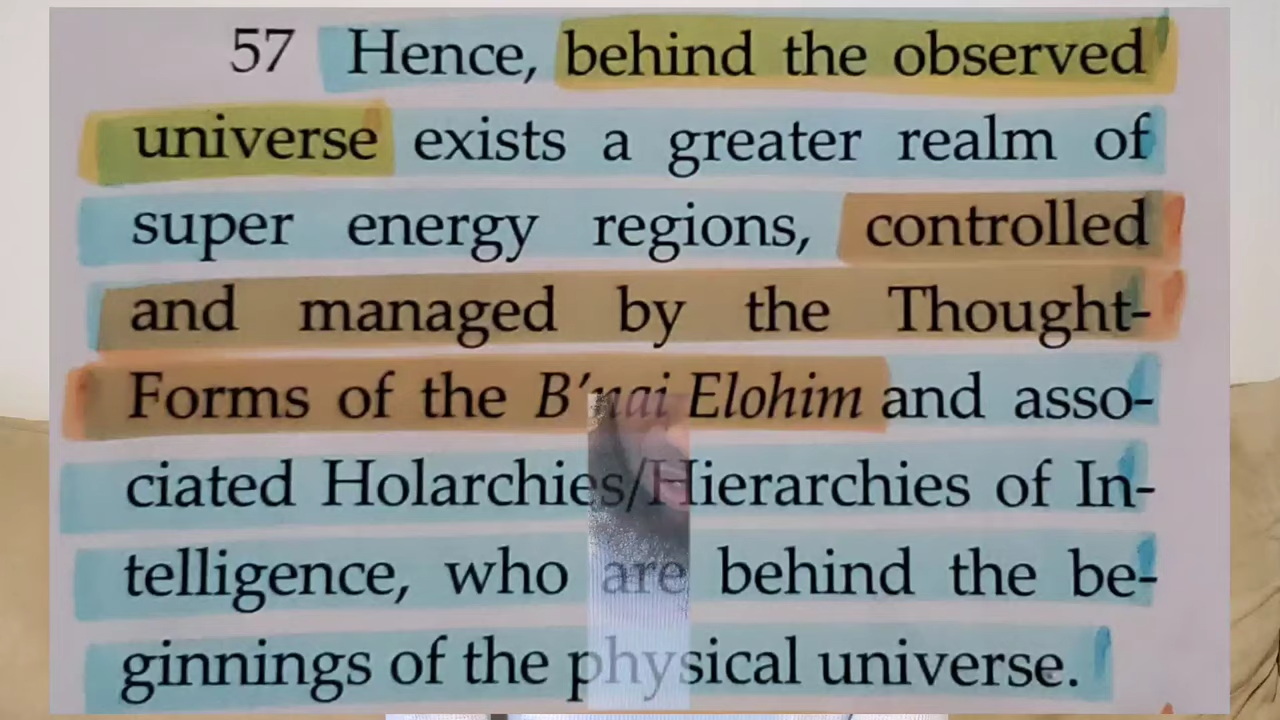 57 Hence, behind the observed
universe exists a greater realm of
super energy regions, controlled
and managed by the Thought-
Forms of the B'nai Elohim and asso-
ciated Holarchies/Hierarchies of In-
telligence, who are behind the be-
ginnings of the physical universe.